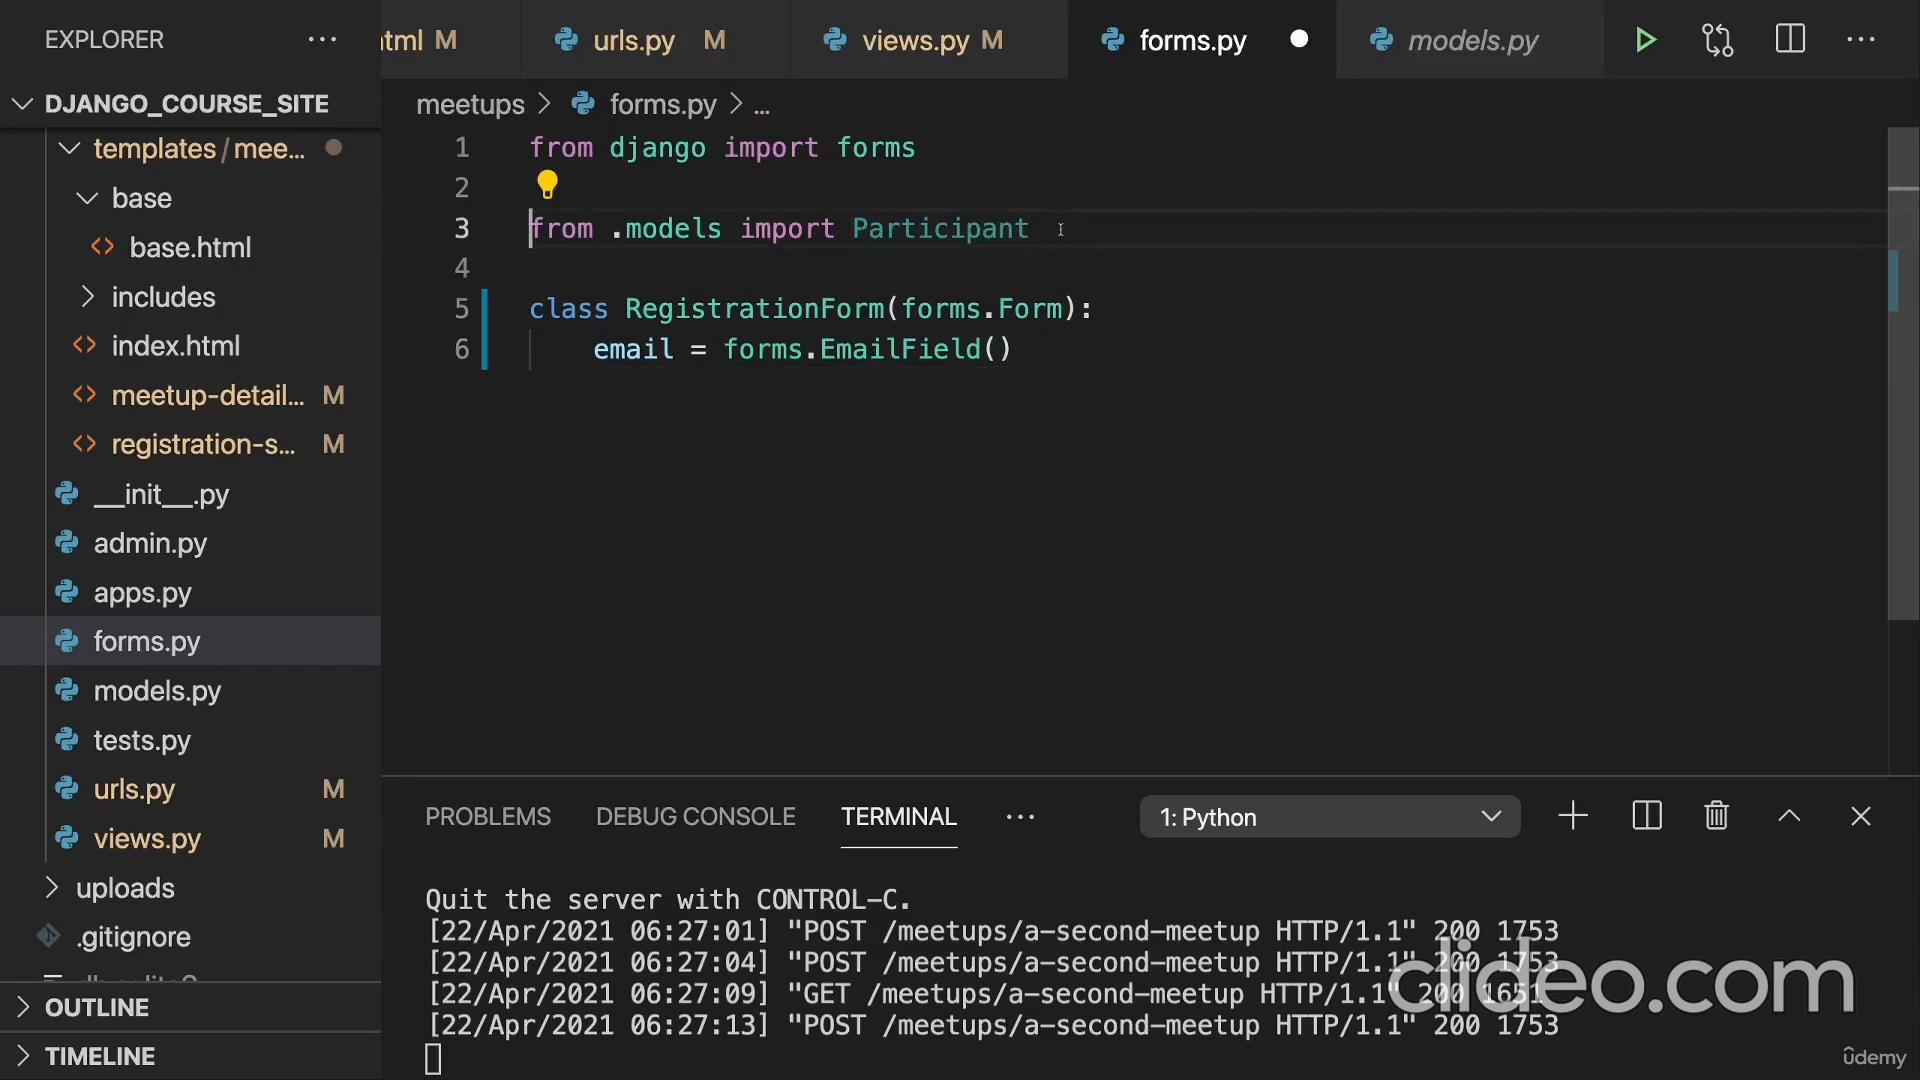 EXPLORER ...
DJANGO_COURSE_SITE
templates/mee...
base
base.html
includes
index.html
meetup-detail... M
registration-s... M
__init__.py
admin.py
apps.py
forms.py
models.py
tests.py
urls.py M
views.py M
uploads
.gitignore
OUTLINE
TIMELINE
html M urls.py M views.py M forms.py models.py
meetups > forms.py > ...
1 from django import forms
2
3 from .models import Participant
4
5 class RegistrationForm(forms.Form):
6     email = forms.EmailField()
PROBLEMS DEBUG CONSOLE TERMINAL ... 1: Python
Quit the server with CONTROL-C.
[22/Apr/2021 06:27:01] "POST /meetups/a-second-meetup HTTP/1.1" 200 1753
[22/Apr/2021 06:27:04] "POST /meetups/a-second-meetup HTTP/1.1" 200 1753
[22/Apr/2021 06:27:09] "GET /meetups/a-second-meetup HTTP/1.1" 200 1651
[22/Apr/2021 06:27:13] "POST /meetups/a-second-meetup HTTP/1.1" 200 1753
clideo.com
ûdemy